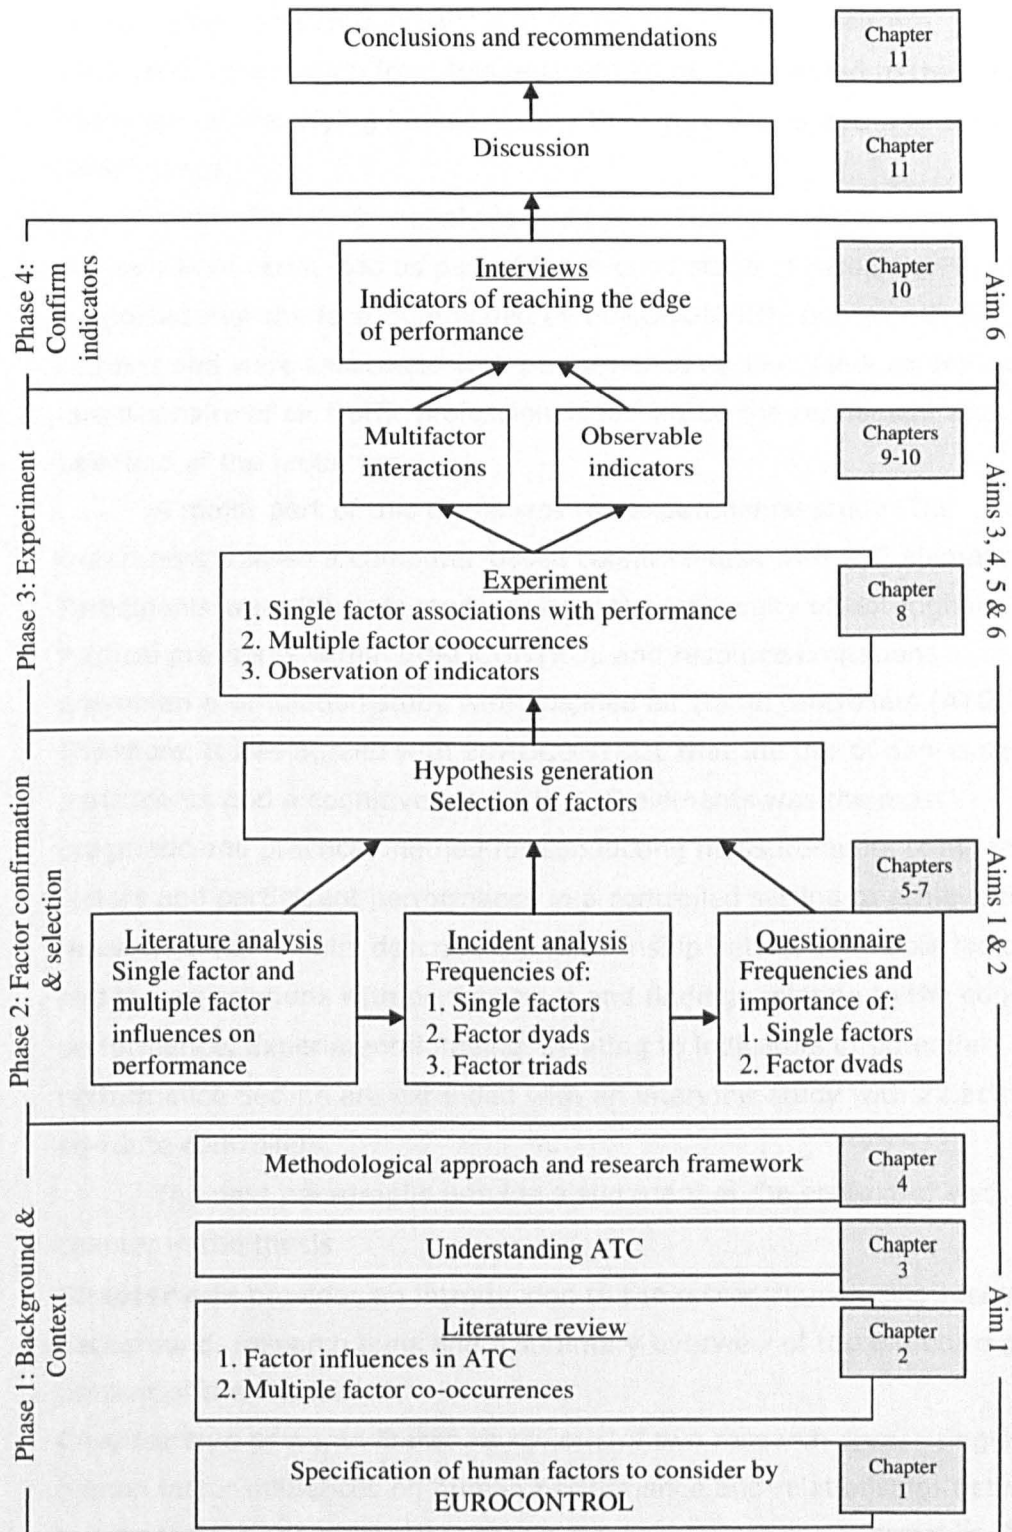 Conclusions and recommendations
Chapter
11
Discussion
Chapter
11
Phase 4:
Confirm
indicators
Interviews
Indicators of reaching the edge
of performance
Chapter
10
Aim 6
Phase 3: Experiment
Multifactor
interactions
Observable
indicators
Chapters
9-10
Aims 3, 4, 5 & 6
Experiment
1. Single factor associations with performance
2. Multiple factor cooccurrences
3. Observation of indicators
Chapter
8
Phase 2: Factor confirmation
& selection
Hypothesis generation
Selection of factors
Chapters
5-7
Aims 1 & 2
Literature analysis
Single factor and
multiple factor
influences on
performance
Incident analysis
Frequencies of:
1. Single factors
2. Factor dyads
3. Factor triads
Questionnaire
Frequencies and
importance of:
1. Single factors
2. Factor dyads
Phase 1: Background &
Context
Methodological approach and research framework
Chapter
4
Understanding ATC
Chapter
3
Aim 1
Literature review
1. Factor influences in ATC
2. Multiple factor co-occurrences
Chapter
2
Specification of human factors to consider by
EUROCONTROL
Chapter
1